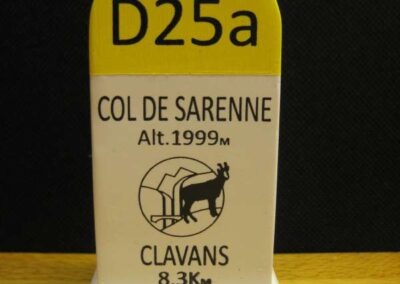 D25a
COL DE SARENNE
Alt.1999M
CLAVANS
8.3KM